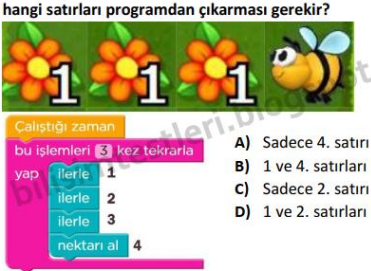 hangi satırları programdan çıkarması gerekir?
1 1 1
Çalıştığı zaman
bu işlemleri 3 kez tekrarla
yap ilerle 1
ilerle 2
ilerle 3
nektarı al 4
A) Sadece 4. satırı
B) 1 ve 4. satırları
C) Sadece 2. satırı
D) 1 ve 2. satırları